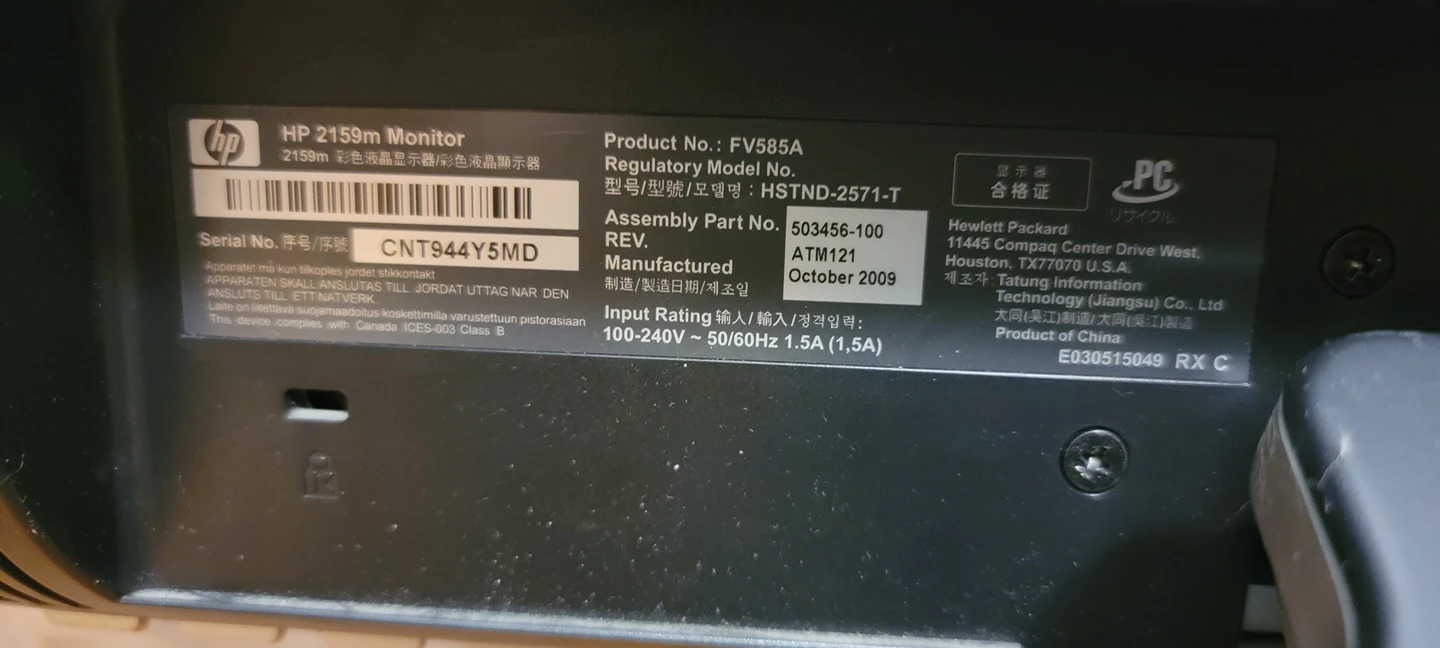 hp
HP 2159m Monitor
2159m 彩色液晶显示器/彩色液晶顯示器
Serial No. 序号/序號 CNT944Y5MD
Apparatet må kun tilkoples jordet stikkontakt
APPARATEN SKALL ANSLUTAS TILL JORDAT UTTAG NAR DEN
ANSLUTS TILL ETT NATVERK.
Laite on liitettava suojamaadoitus koskettimilla varustettuun pistorasiaan
This device complies with Canada ICES-003 Class B
Product No.: FV585A
Regulatory Model No.
型号/型號/모델명 : HSTND-2571-T
Assembly Part No. 503456-100
REV. ATM121
Manufactured October 2009
制造/製造日期/제조일
Input Rating 输入/輸入/정격입력:
100-240V ~ 50/60Hz 1.5A (1,5A)
显示器
合格证
PC
リサイクル
Hewlett Packard
11445 Compaq Center Drive West,
Houston, TX77070 U.S.A.
제조자: Tatung Information
Technology (Jiangsu) Co., Ltd
大同(吴江)制造/大同(吳江)製造
Product of China
E030515049 RX C